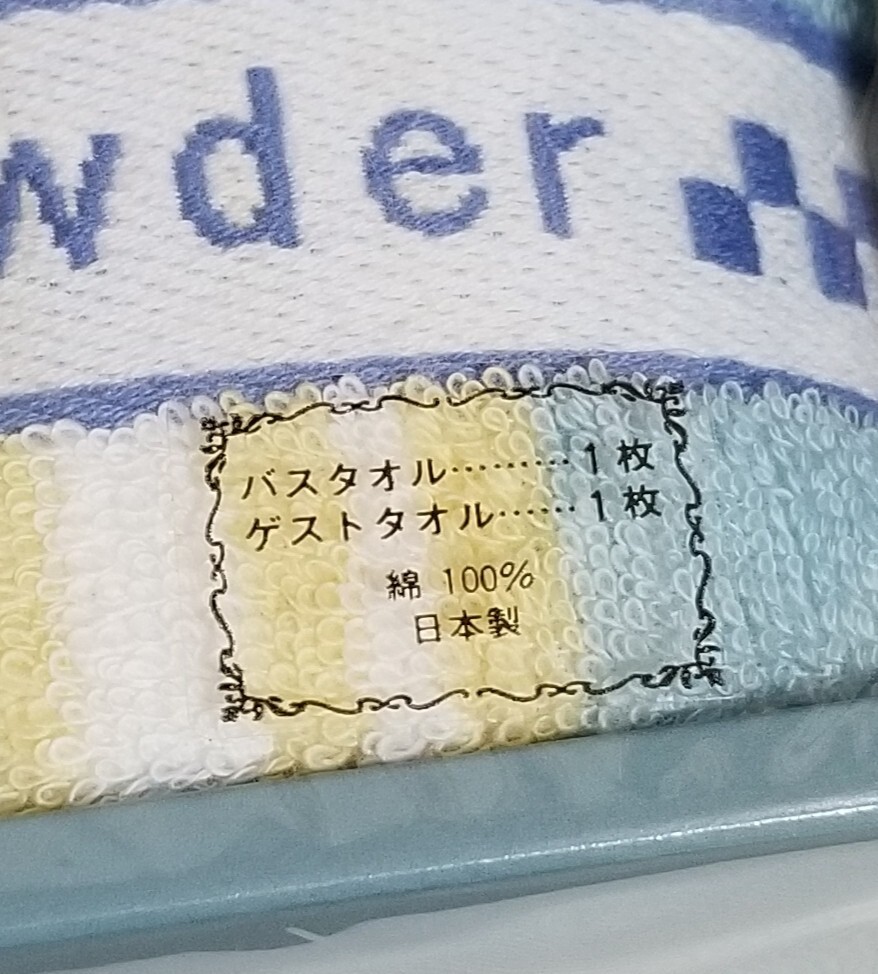 wder
バスタオル………1枚
ゲストタオル……1枚
綿 100%
日本製